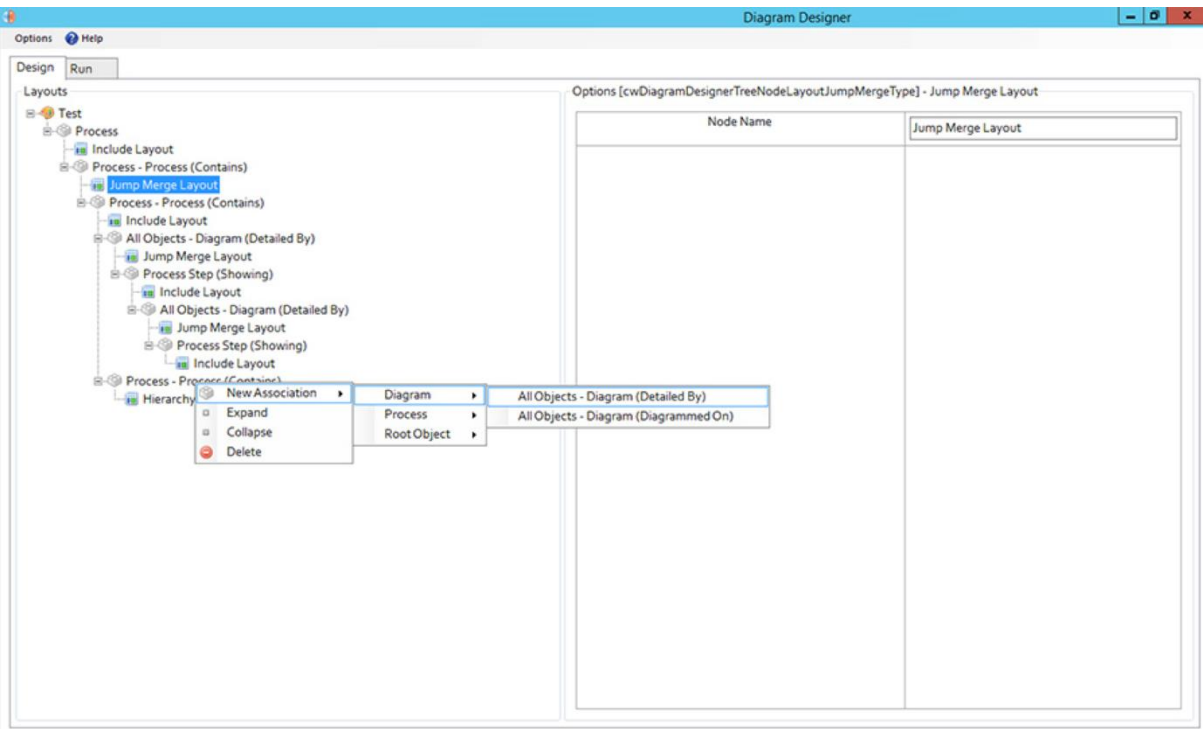 Diagram Designer
Options Help
Design Run
Layouts
Test
Process
Include Layout
Process - Process (Contains)
Jump Merge Layout
Process - Process (Contains)
Include Layout
All Objects - Diagram (Detailed By)
Jump Merge Layout
Process Step (Showing)
Include Layout
All Objects - Diagram (Detailed By)
Jump Merge Layout
Process Step (Showing)
Include Layout
Process - Process (Contains)
Hierarchy
New Association
Expand
Collapse
Delete
Diagram
Process
Root Object
All Objects - Diagram (Detailed By)
All Objects - Diagram (Diagrammed On)
Options [cwDiagramDesignerTreeNodeLayoutJumpMergeType] - Jump Merge Layout
Node Name Jump Merge Layout